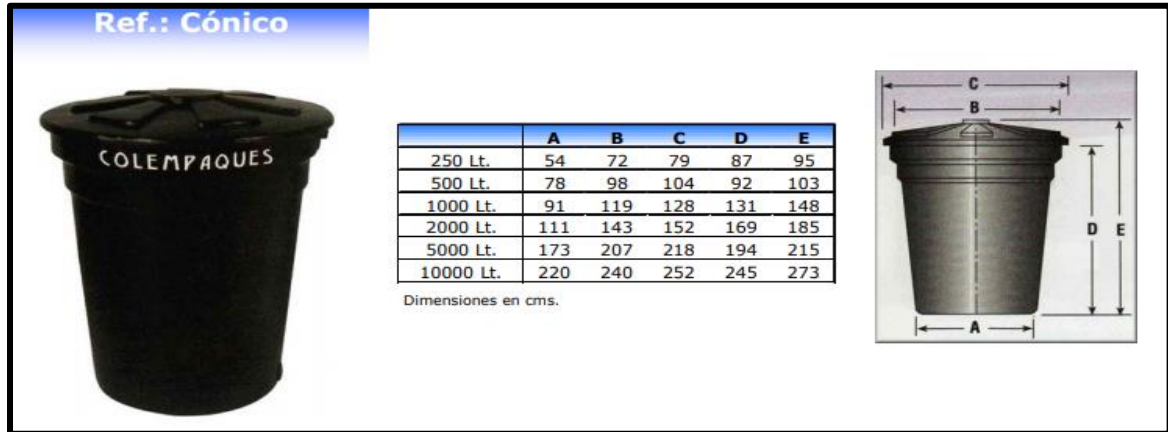 Ref.: Cónico
COLEMPAQUES
A B C D E
250 Lt. 54 72 79 87 95
500 Lt. 78 98 104 92 103
1000 Lt. 91 119 128 131 148
2000 Lt. 111 143 152 169 185
5000 Lt. 173 207 218 194 215
10000 Lt. 220 240 252 245 273
Dimensiones en cms.
C
B
D E
A